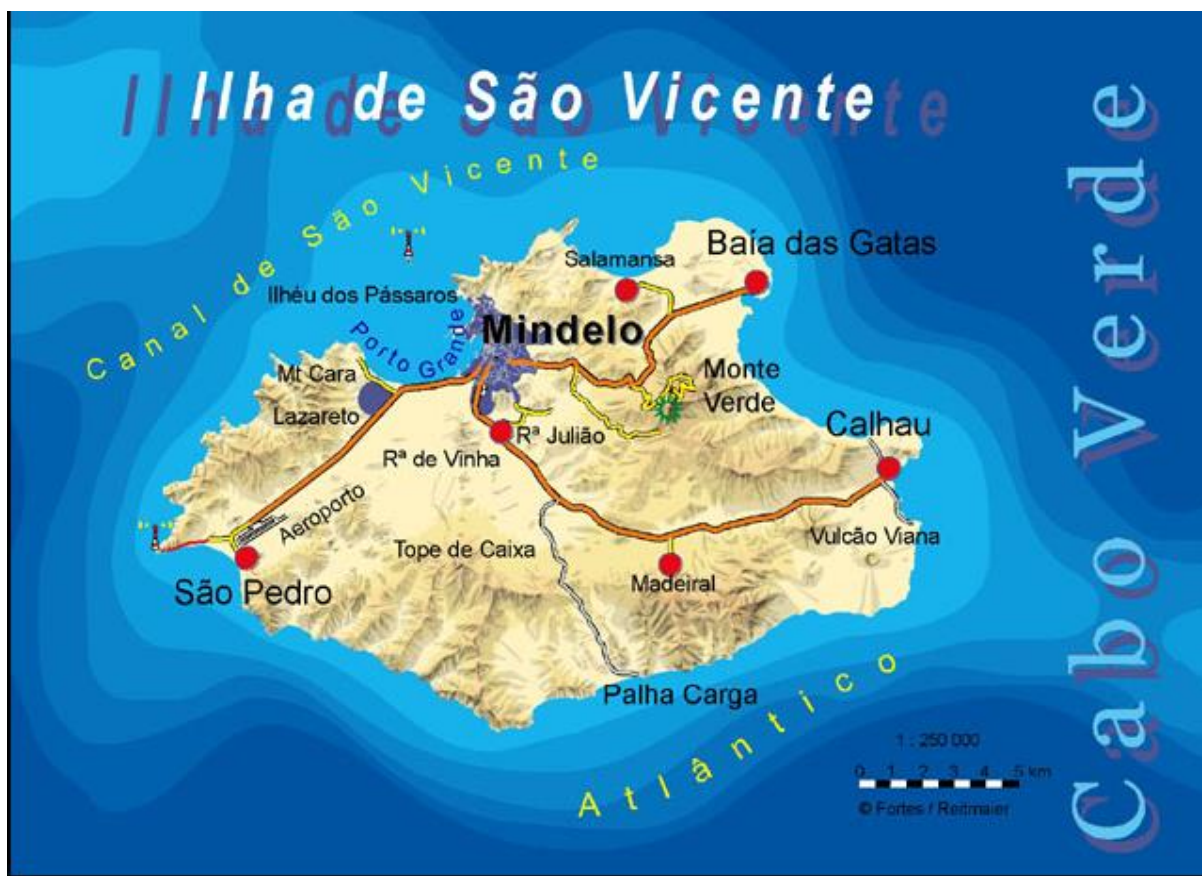 Ilha de São Vicente
Cabo Verde
Canal de São Vicente
Baía das Gatas
Salamansa
Ilhéu dos Pássaros
Mindelo
Porto Grande
Mt Cara
Monte
Verde
Lazareto
Calhau
Rª Julião
Rª de Vinha
Aeroporto
Vulcão Viana
Tope de Caixa
Madeiral
São Pedro
Palha Carga
Atlântico
1 : 250 000
0 1 2 3 4 5 km
© Fortes / Reitmaier